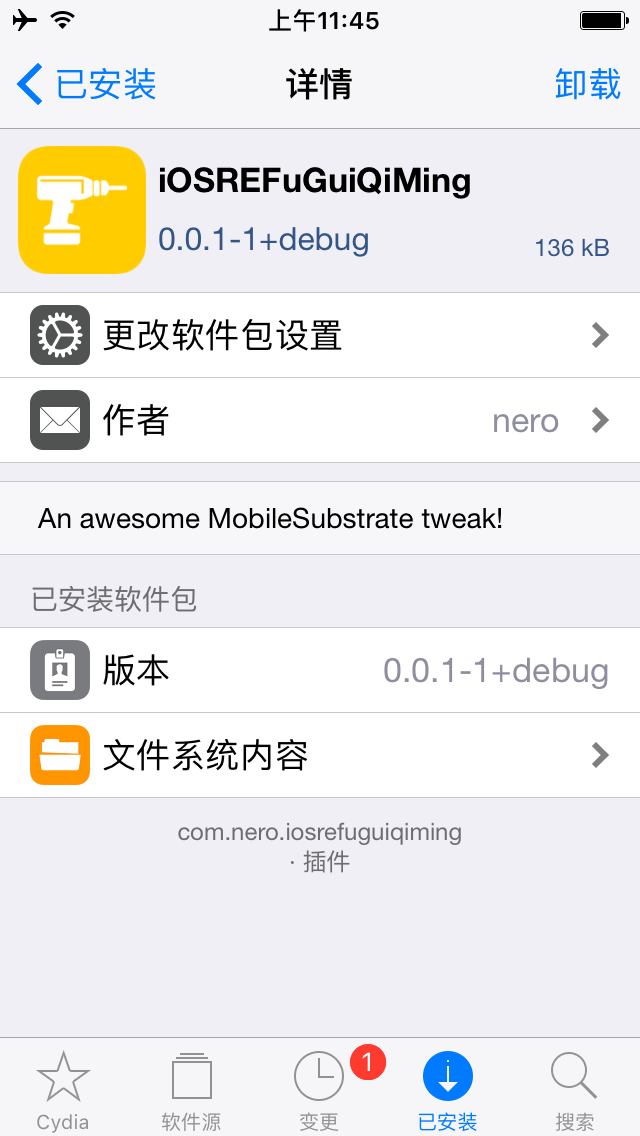 上午11:45
已安装
详情
卸载
iOSREFuGuiQiMing
0.0.1-1+debug
136 kB
更改软件包设置
作者
nero
An awesome MobileSubstrate tweak!
已安装软件包
版本
0.0.1-1+debug
文件系统内容
com.nero.iosrefuguiqiming
· 插件
1
Cydia
软件源
变更
已安装
搜索